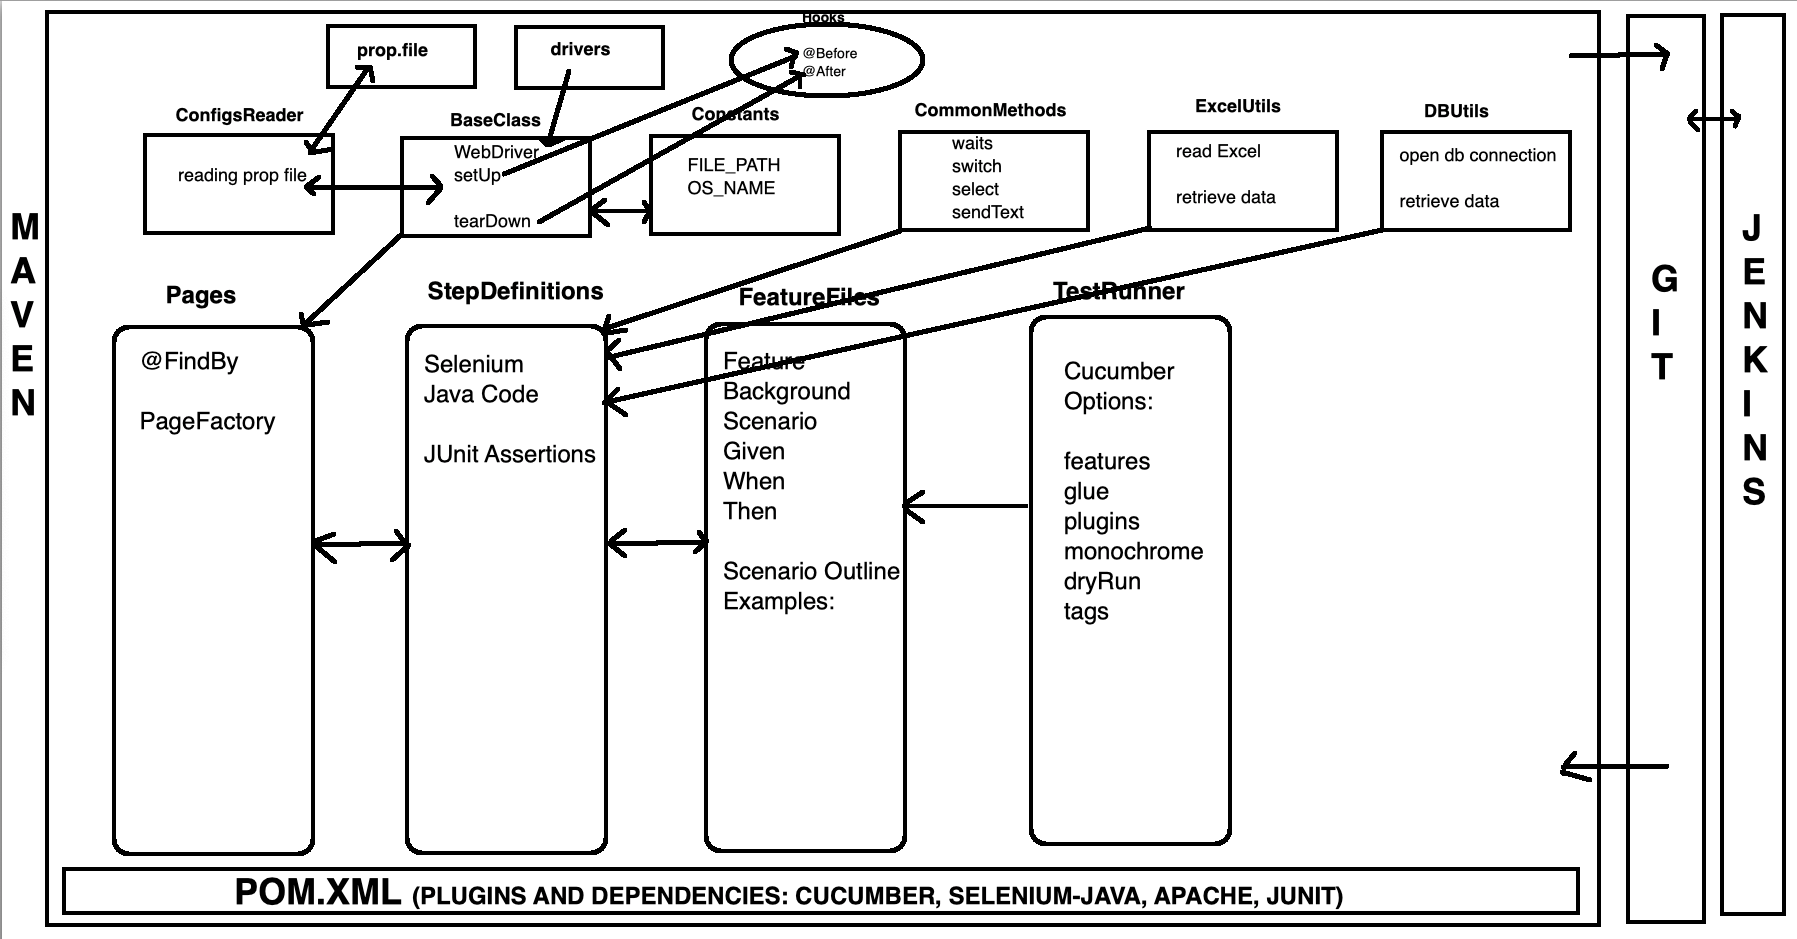 Hooks
@Before
@After
prop.file
drivers
ConfigsReader
reading prop file
BaseClass
WebDriver
setUp
tearDown
Constants
FILE_PATH
OS_NAME
CommonMethods
waits
switch
select
sendText
ExcelUtils
read Excel
retrieve data
DBUtils
open db connection
retrieve data
MAVEN
Pages
@FindBy
PageFactory
StepDefinitions
Selenium
Java Code
JUnit Assertions
FeatureFiles
Feature
Background
Scenario
Given
When
Then
Scenario Outline
Examples:
TestRunner
Cucumber
Options:
features
glue
plugins
monochrome
dryRun
tags
GIT
JENKINS
POM.XML (PLUGINS AND DEPENDENCIES: CUCUMBER, SELENIUM-JAVA, APACHE, JUNIT)